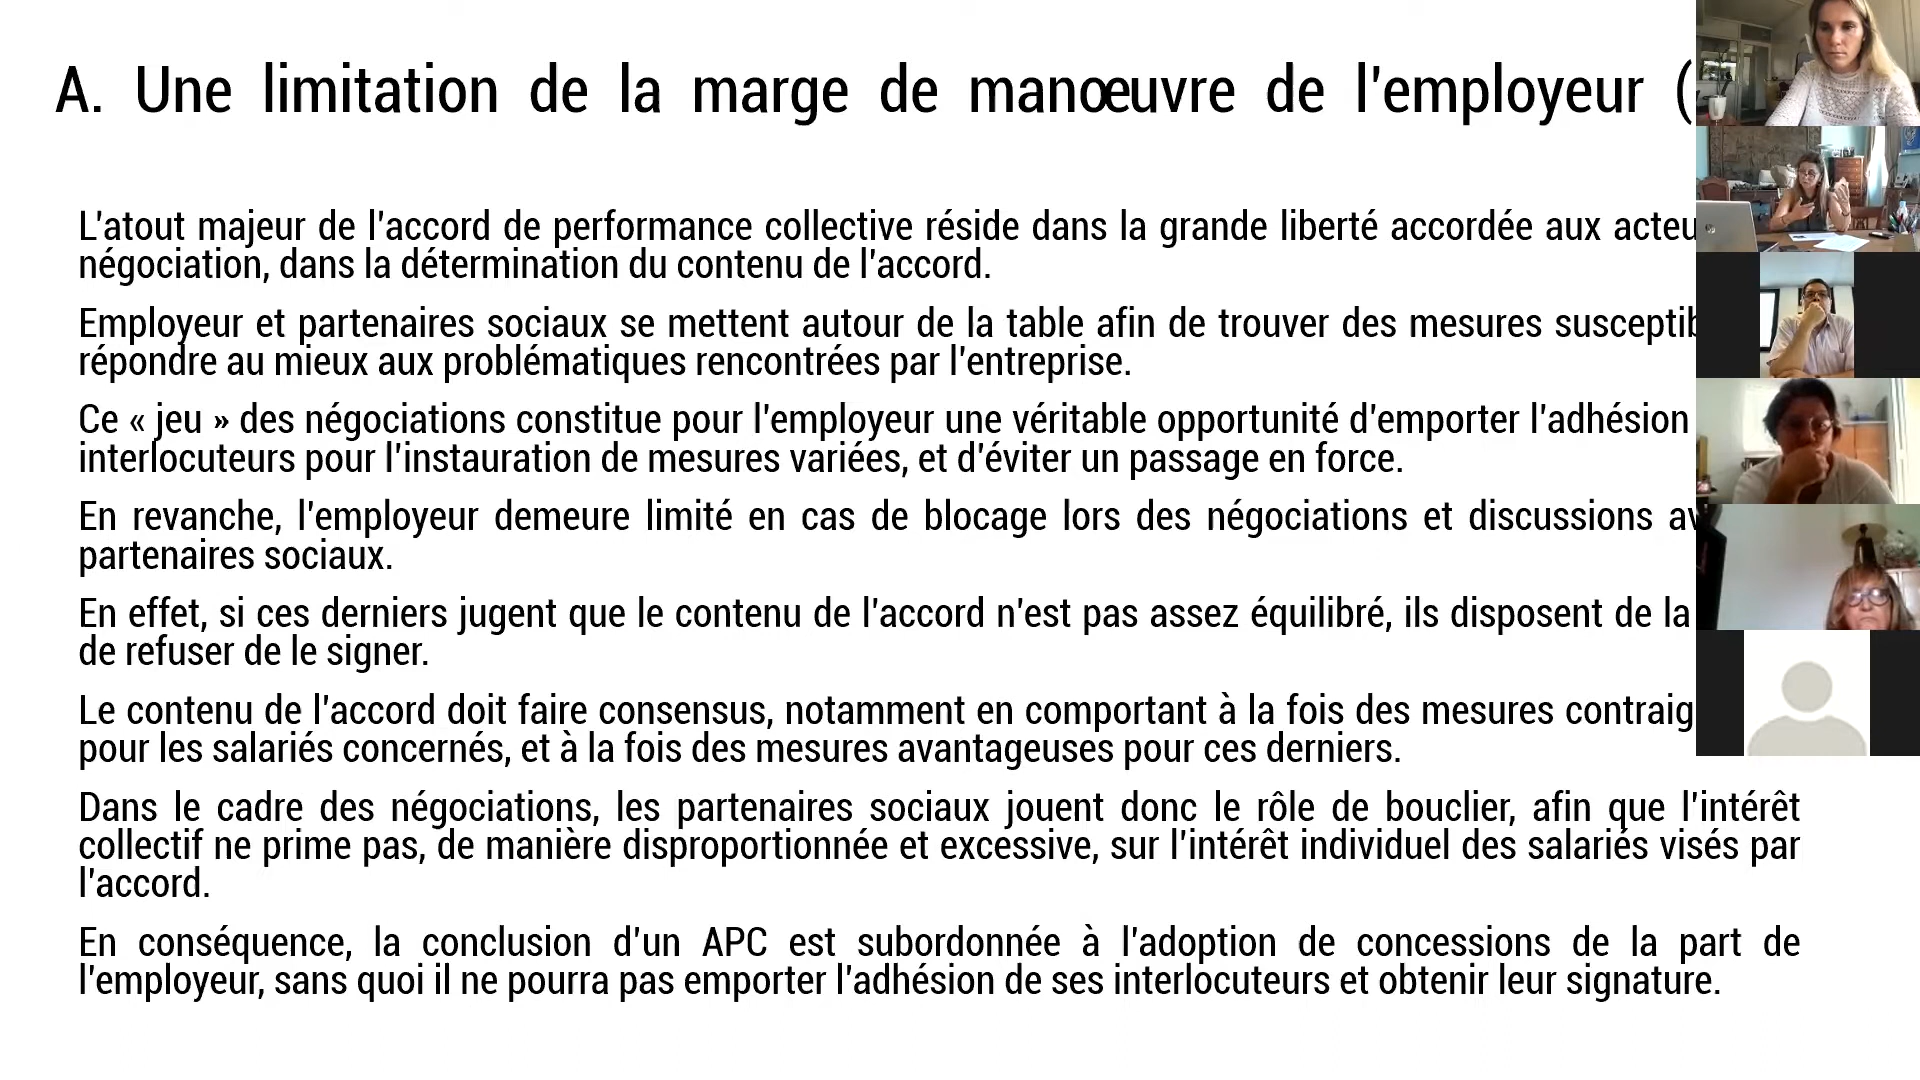 A. Une limitation de la marge de manœuvre de l'employeur (
L'atout majeur de l'accord de performance collective réside dans la grande liberté accordée aux acteu
négociation, dans la détermination du contenu de l'accord.
Employeur et partenaires sociaux se mettent autour de la table afin de trouver des mesures susceptib
répondre au mieux aux problématiques rencontrées par l'entreprise.
Ce « jeu » des négociations constitue pour l'employeur une véritable opportunité d'emporter l'adhésion
interlocuteurs pour l'instauration de mesures variées, et d'éviter un passage en force.
En revanche, l'employeur demeure limité en cas de blocage lors des négociations et discussions av
partenaires sociaux.
En effet, si ces derniers jugent que le contenu de l'accord n'est pas assez équilibré, ils disposent de la
de refuser de le signer.
Le contenu de l'accord doit faire consensus, notamment en comportant à la fois des mesures contraig
pour les salariés concernés, et à la fois des mesures avantageuses pour ces derniers.
Dans le cadre des négociations, les partenaires sociaux jouent donc le rôle de bouclier, afin que l'intérêt
collectif ne prime pas, de manière disproportionnée et excessive, sur l'intérêt individuel des salariés visés par
l'accord.
En conséquence, la conclusion d'un APC est subordonnée à l'adoption de concessions de la part de
l'employeur, sans quoi il ne pourra pas emporter l'adhésion de ses interlocuteurs et obtenir leur signature.